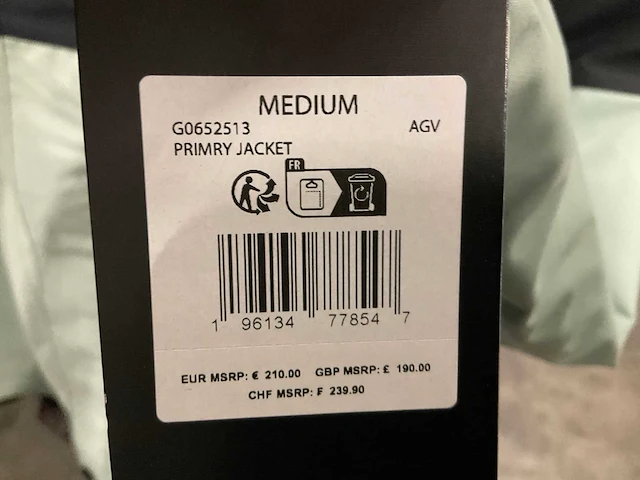 MEDIUM
G0652513 AGV
PRIMRY JACKET
FR
1 96134 77854 7
EUR MSRP: € 210.00 GBP MSRP: £ 190.00
CHF MSRP: ₣ 239.90